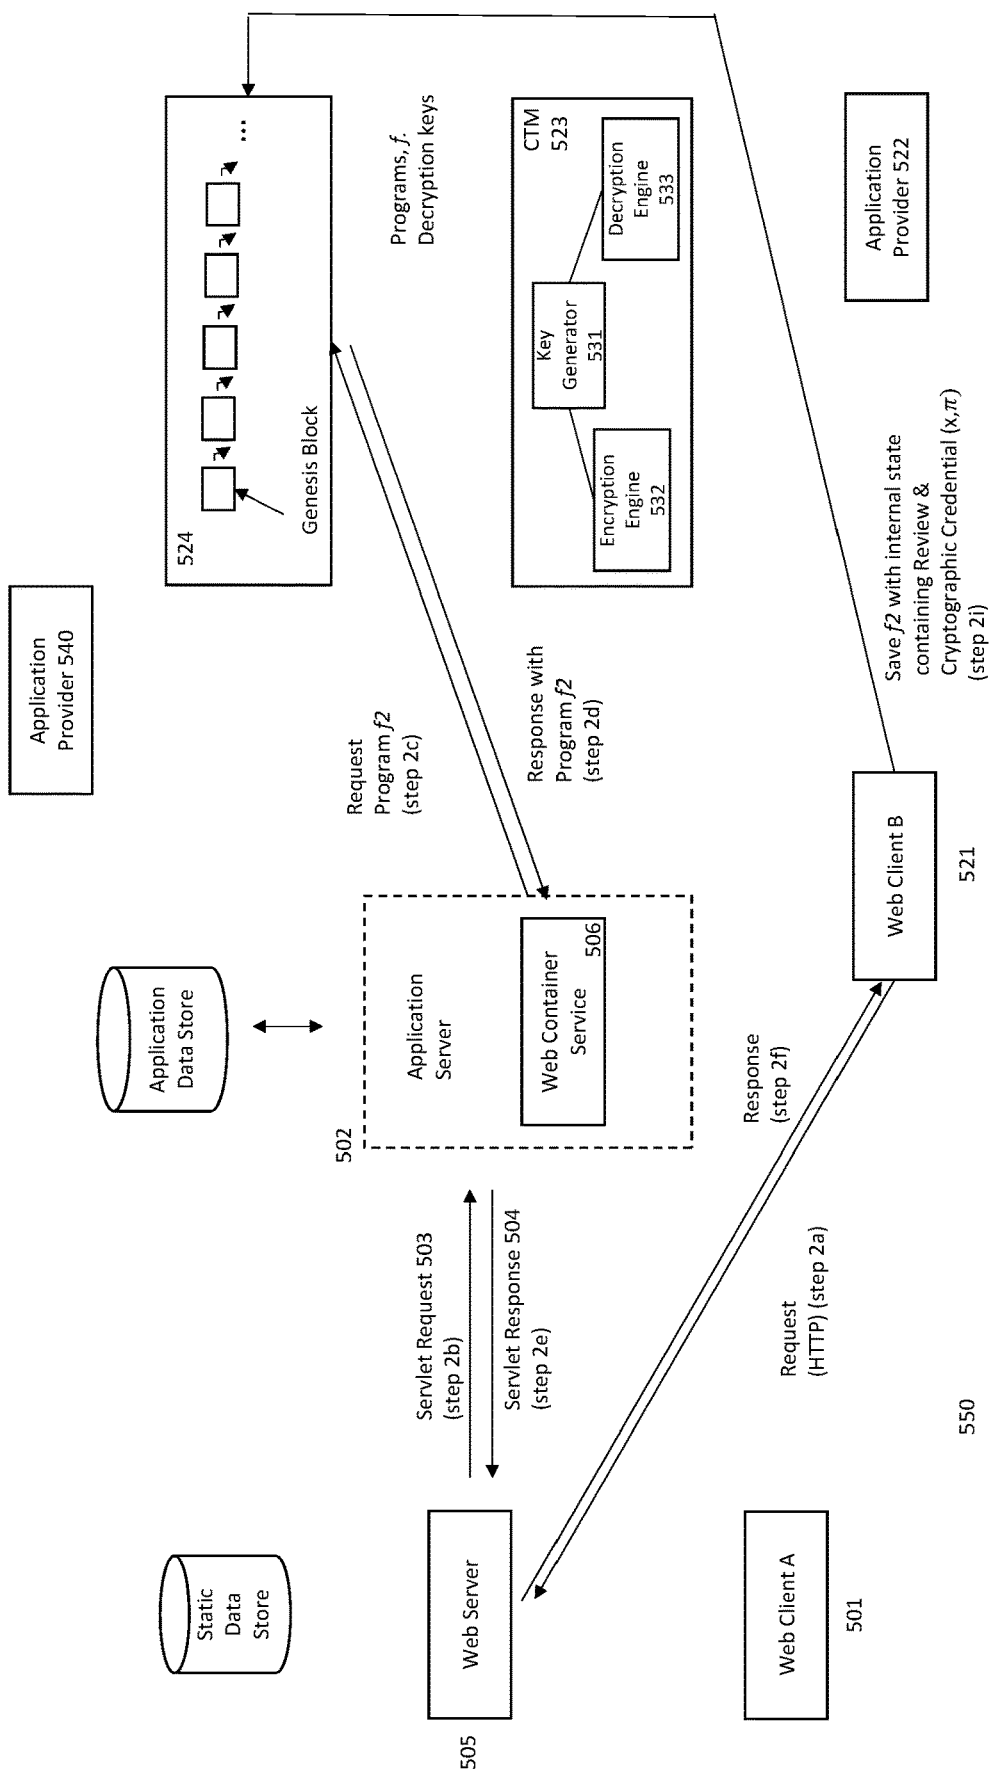 Application
Provider 540
524
Genesis Block
...
Programs, f.
Decryption keys
Application
Data Store
Request
Program f2
(step 2c)
Response with
Program f2
(step 2d)
CTM
523
Encryption
Engine
532
Key
Generator
531
Decryption
Engine
533
Static
Data
Store
502
Application
Server
Web Container
Service
506
Servlet Request 503
(step 2b)
Servlet Response 504
(step 2e)
505
Web Server
Response
(step 2f)
Request
(HTTP) (step 2a)
Application
Provider 522
Save f2 with internal state
containing Review &
Cryptographic Credential (x,π)
(step 2i)
Web Client A
501
Web Client B
521
550